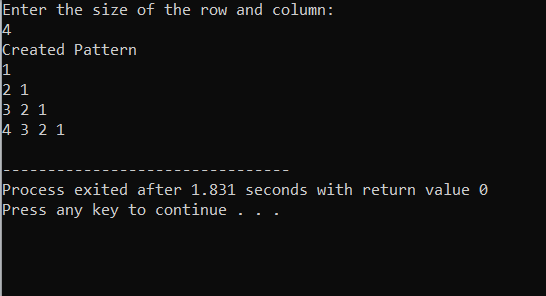 Enter the size of the row and column:
4
Created Pattern
1
2 1
3 2 1
4 3 2 1
--------------------------------
Process exited after 1.831 seconds with return value 0
Press any key to continue . . .